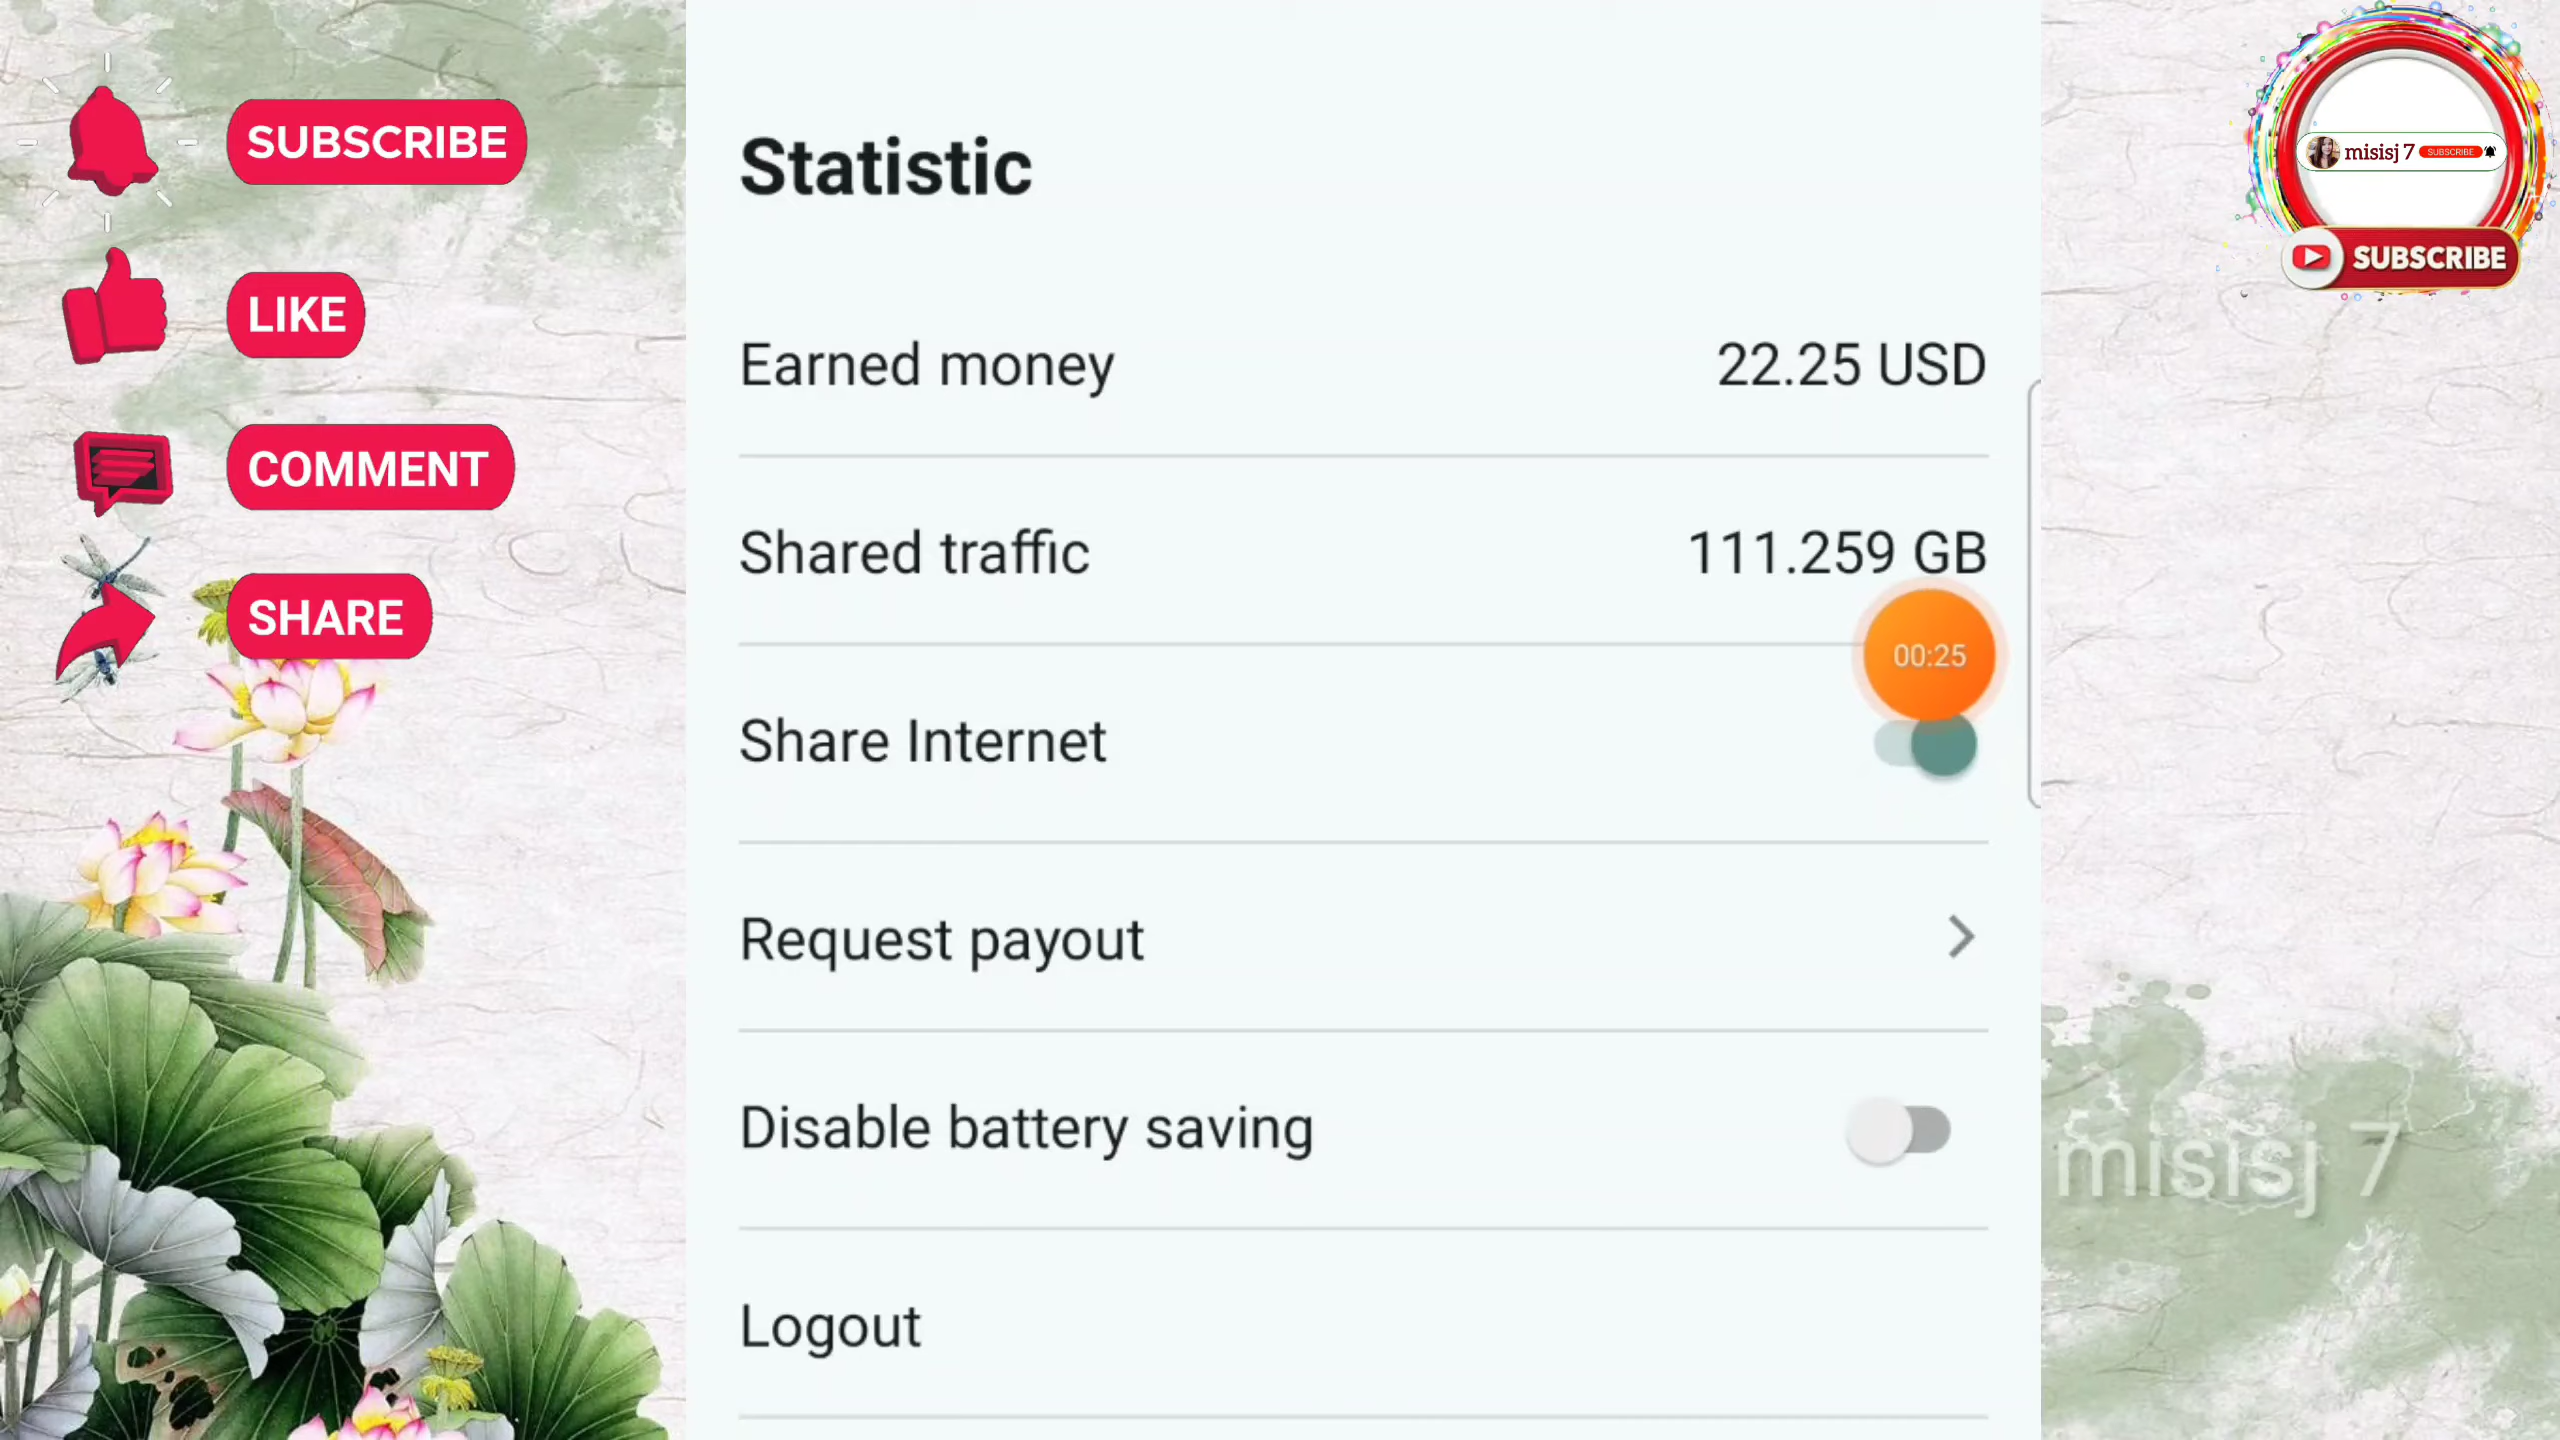 SUBSCRIBE
LIKE
COMMENT
SHARE
Statistic
Earned money 22.25 USD
Shared traffic 111.259 GB
00:25
Share Internet
Request payout
Disable battery saving
Logout
misisj 7 SUBSCRIBE
SUBSCRIBE
misisj 7